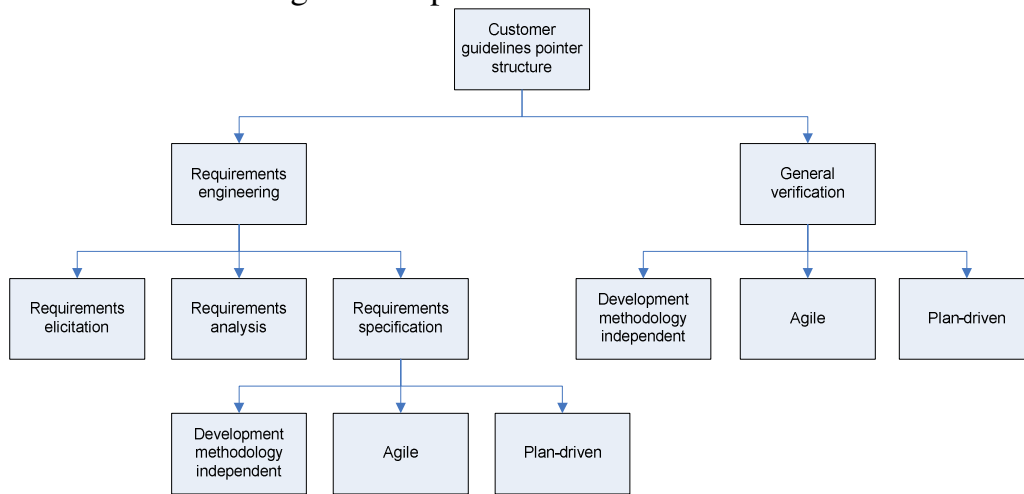 Customer
guidelines pointer
structure
Requirements
engineering
General
verification
Requirements
elicitation
Requirements
analysis
Requirements
specification
Development
methodology
independent
Agile
Plan-driven
Development
methodology
independent
Agile
Plan-driven